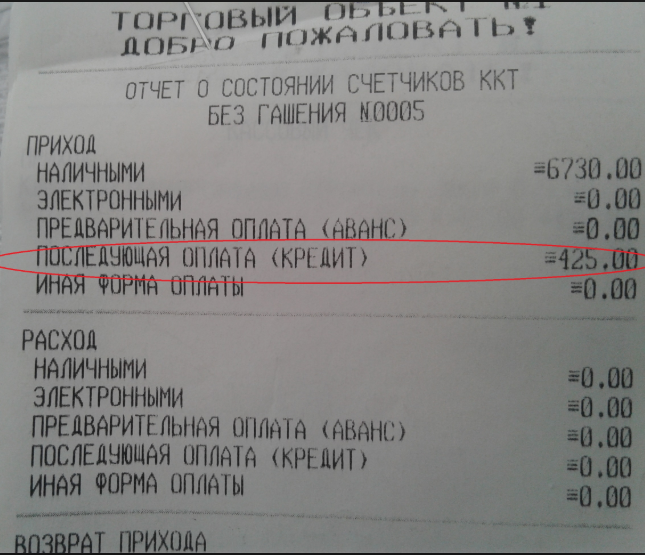 ТОРГОВЫЙ ОБЪЕКТ №1
ДОБРО ПОЖАЛОВАТЬ!
ОТЧЕТ О СОСТОЯНИИ СЧЕТЧИКОВ ККТ
БЕЗ ГАШЕНИЯ №0005
ПРИХОД
НАЛИЧНЫМИ ≡6730.00
ЭЛЕКТРОННЫМИ ≡0.00
ПРЕДВАРИТЕЛЬНАЯ ОПЛАТА (АВАНС) ≡0.00
ПОСЛЕДУЮЩАЯ ОПЛАТА (КРЕДИТ) ≡425.00
ИНАЯ ФОРМА ОПЛАТЫ ≡0.00
РАСХОД
НАЛИЧНЫМИ ≡0.00
ЭЛЕКТРОННЫМИ ≡0.00
ПРЕДВАРИТЕЛЬНАЯ ОПЛАТА (АВАНС) ≡0.00
ПОСЛЕДУЮЩАЯ ОПЛАТА (КРЕДИТ) ≡0.00
ИНАЯ ФОРМА ОПЛАТЫ ≡0.00
ВОЗВРАТ ПРИХОДА